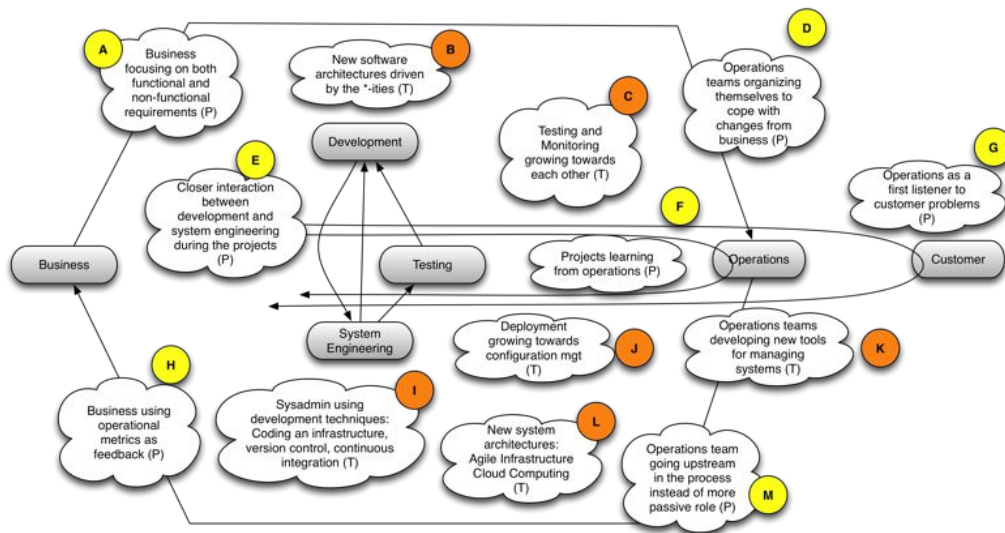 A
Business
focusing on both
functional and
non-functional
requirements (P)
B
New software
architectures driven
by the *-ities (T)
C
Testing and
Monitoring
growing towards
each other (T)
D
Operations
teams organizing
themselves to
cope with
changes from
business (P)
Development
E
Closer interaction
between
development and
system engineering
during the projects
(P)
F
G
Operations as a
first listener to
customer problems
(P)
Business
Testing
Projects learning
from operations (P)
Operations
Customer
System
Engineering
Deployment
growing towards
configuration mgt
(T)
J
Operations teams
developing new tools
for managing
systems (T)
K
H
Business using
operational
metrics as
feedback (P)
I
Sysadmin using
development techniques:
Coding an infrastructure,
version control, continuous
integration (T)
L
New system
architectures:
Agile Infrastructure
Cloud Computing
(T)
Operations team
going upstream
in the process
instead of more
passive role (P)
M